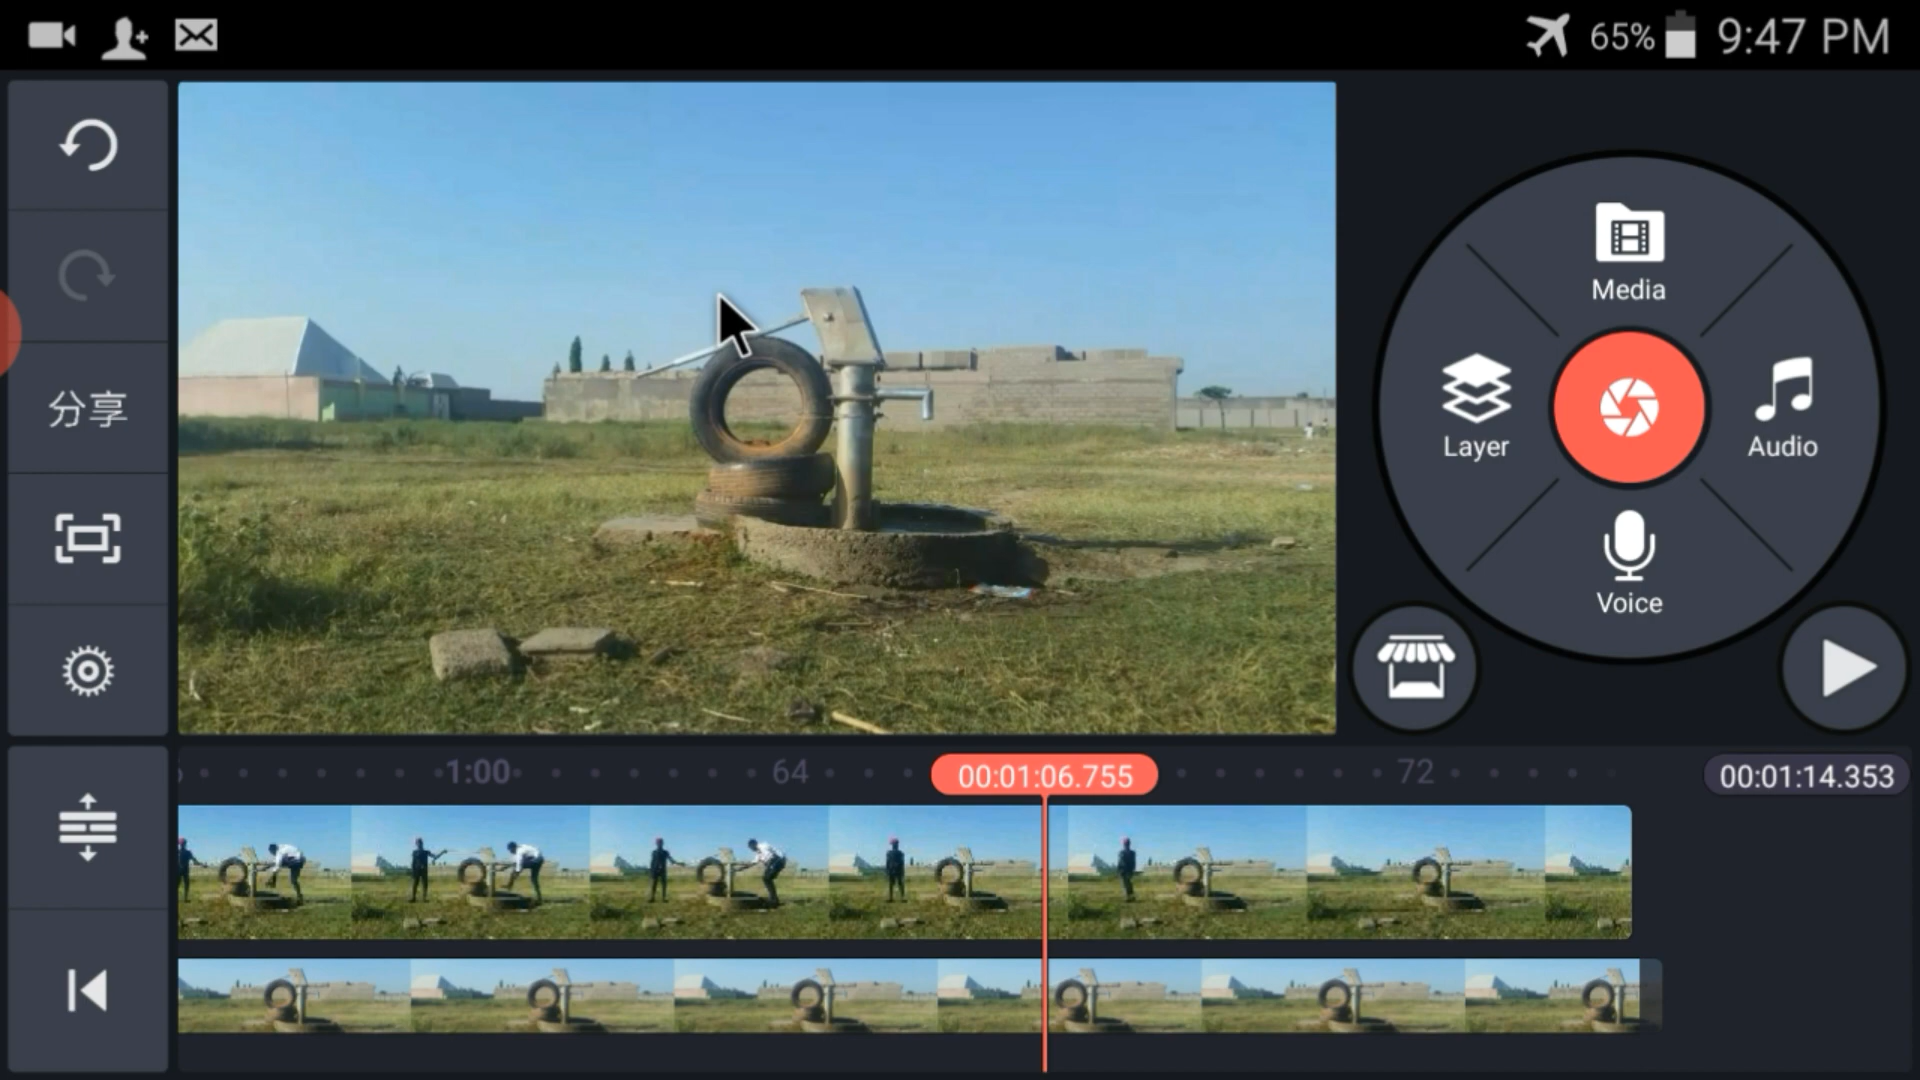 65% 9:47 PM
分享
Media
Layer
Audio
Voice
1:00
64
00:01:06.755
72
00:01:14.353